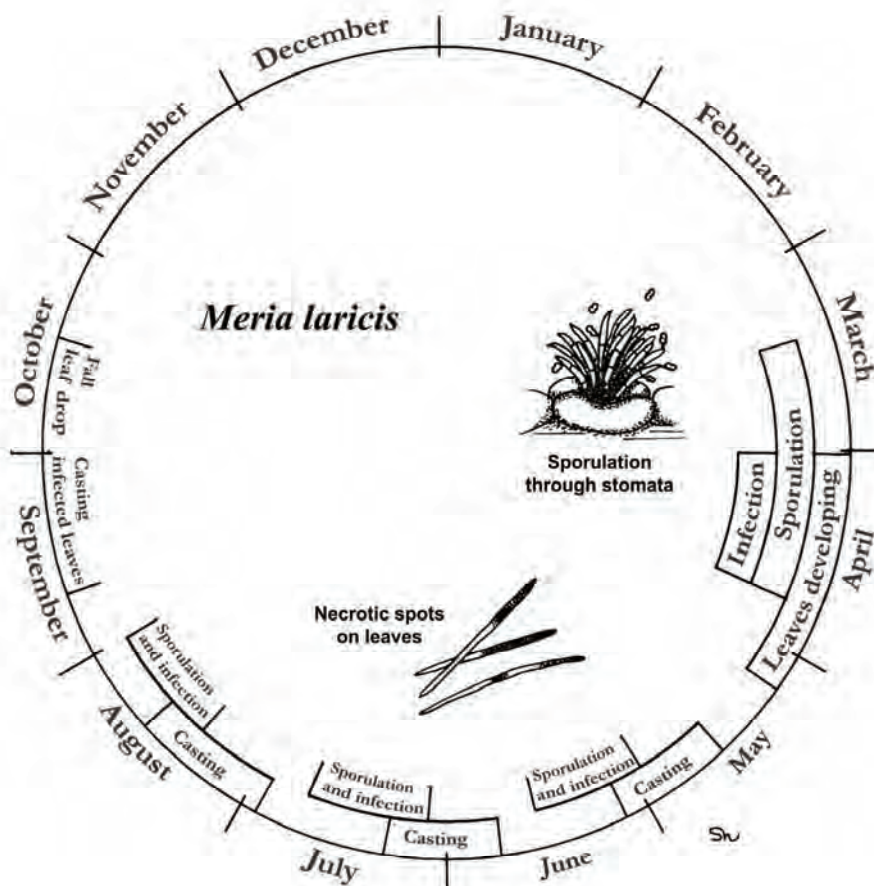 December
January
November
February
October
March
Meria laricis
Fall
leaf drop
Sporulation
through stomata
Sporulation
Infection
Leaves developing
Casting
infected leaves
September
April
Necrotic spots
on leaves
Sporulation
and infection
Casting
August
Sporulation
and infection
Casting
July
Sporulation
and infection
Casting
June
May
Sh